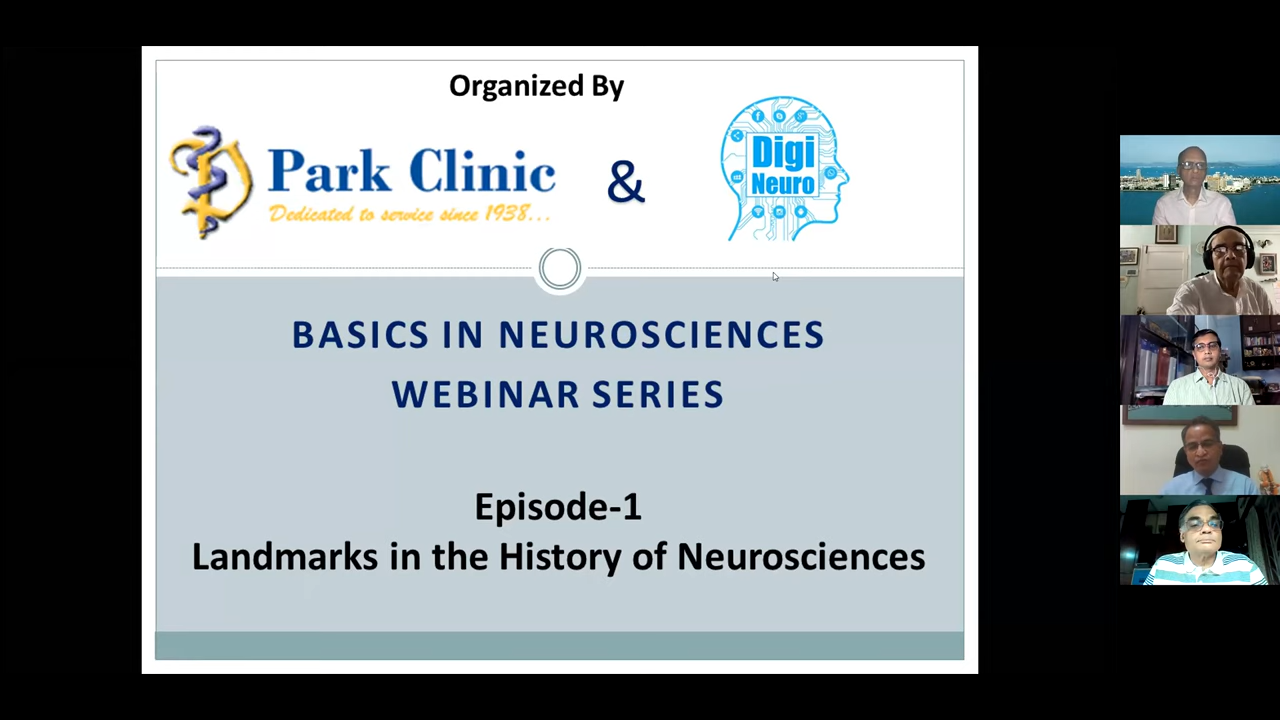 Organized By
Park Clinic
Dedicated to service since 1938...
&
Digi
Neuro
BASICS IN NEUROSCIENCES
WEBINAR SERIES
Episode-1
Landmarks in the History of Neurosciences